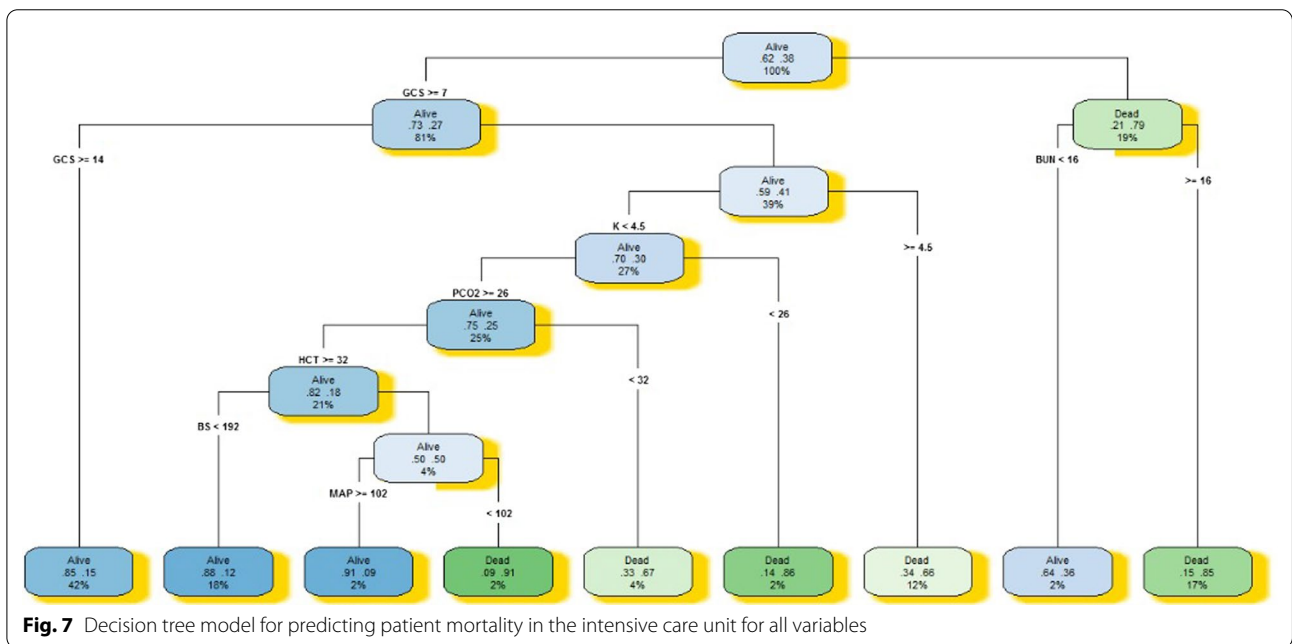 Alive
.62 .38
100%
GCS >= 7
Alive
.73 .27
81%
Dead
.21 .79
19%
GCS >= 14
BUN < 16
>= 16
Alive
.59 .41
39%
K < 4.5
>= 4.5
Alive
.70 .30
27%
PCO2 >= 26
< 26
Alive
.75 .25
25%
HCT >= 32
< 32
Alive
.82 .18
21%
BS < 192
Alive
.50 .50
4%
MAP >= 102
< 102
Alive
.85 .15
42%
Alive
.88 .12
18%
Alive
.91 .09
2%
Dead
.09 .91
2%
Dead
.33 .67
4%
Dead
.14 .86
2%
Dead
.34 .66
12%
Alive
.64 .36
2%
Dead
.15 .85
17%
Fig. 7 Decision tree model for predicting patient mortality in the intensive care unit for all variables